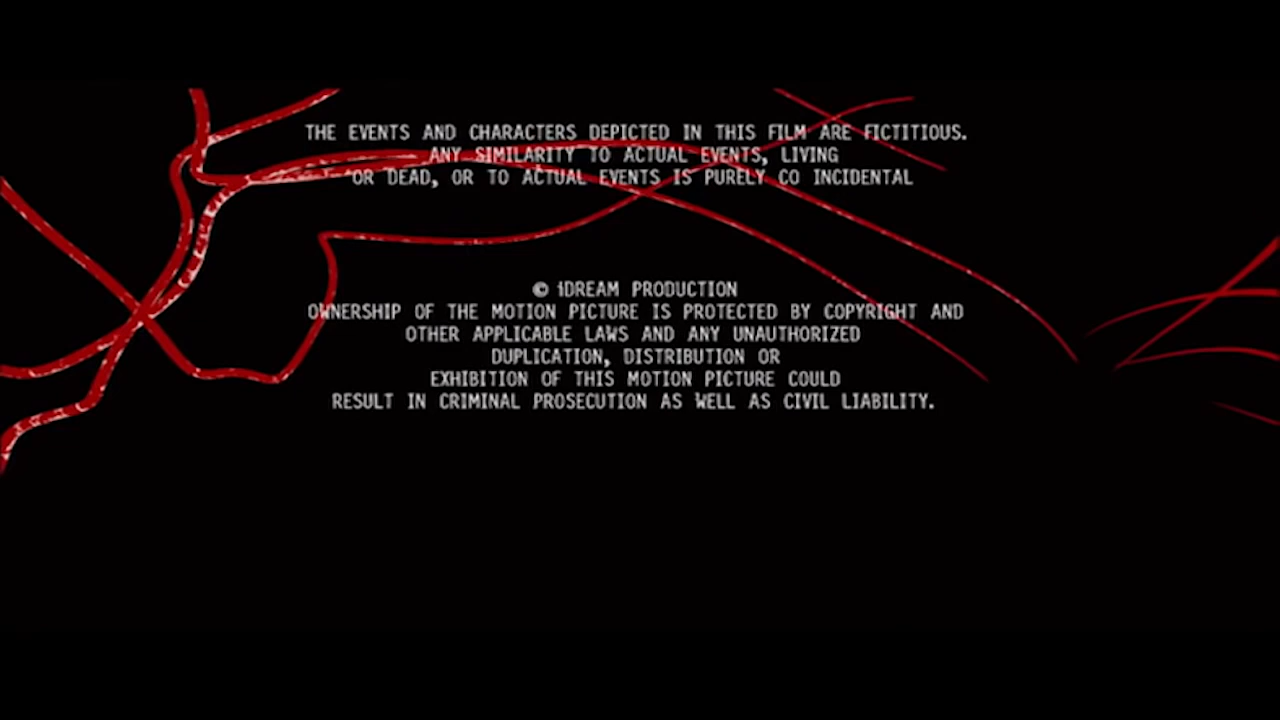 THE EVENTS AND CHARACTERS DEPICTED IN THIS FILM ARE FICTITIOUS.
ANY SIMILARITY TO ACTUAL EVENTS, LIVING
OR DEAD, OR TO ACTUAL EVENTS IS PURELY CO INCIDENTAL
© iDREAM PRODUCTION
OWNERSHIP OF THE MOTION PICTURE IS PROTECTED BY COPYRIGHT AND
OTHER APPLICABLE LAWS AND ANY UNAUTHORIZED
DUPLICATION, DISTRIBUTION OR
EXHIBITION OF THIS MOTION PICTURE COULD
RESULT IN CRIMINAL PROSECUTION AS WELL AS CIVIL LIABILITY.